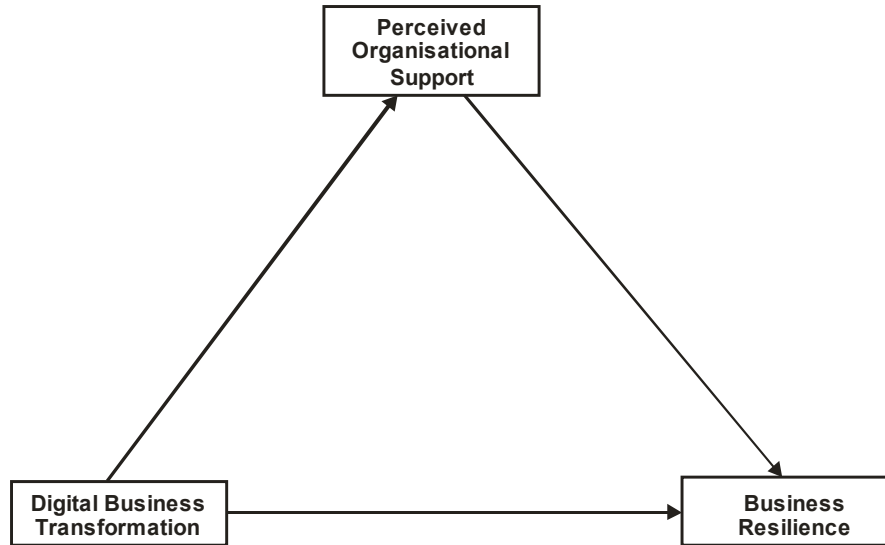 Perceived
Organisational
Support
Digital Business
Transformation
Business
Resilience